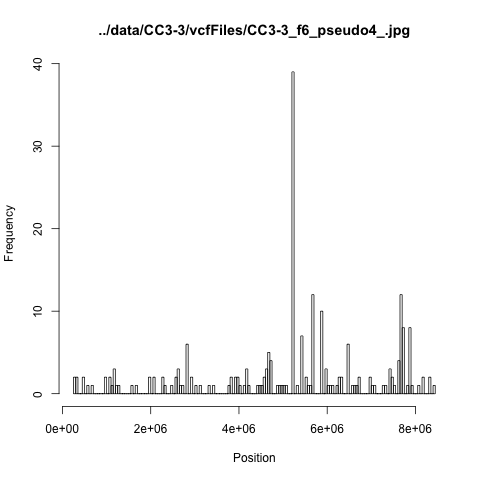 ../data/CC3-3/vcfFiles/CC3-3_f6_pseudo4_.jpg
40
30
20
10
0
Frequency
0e+00 2e+06 4e+06 6e+06 8e+06
Position